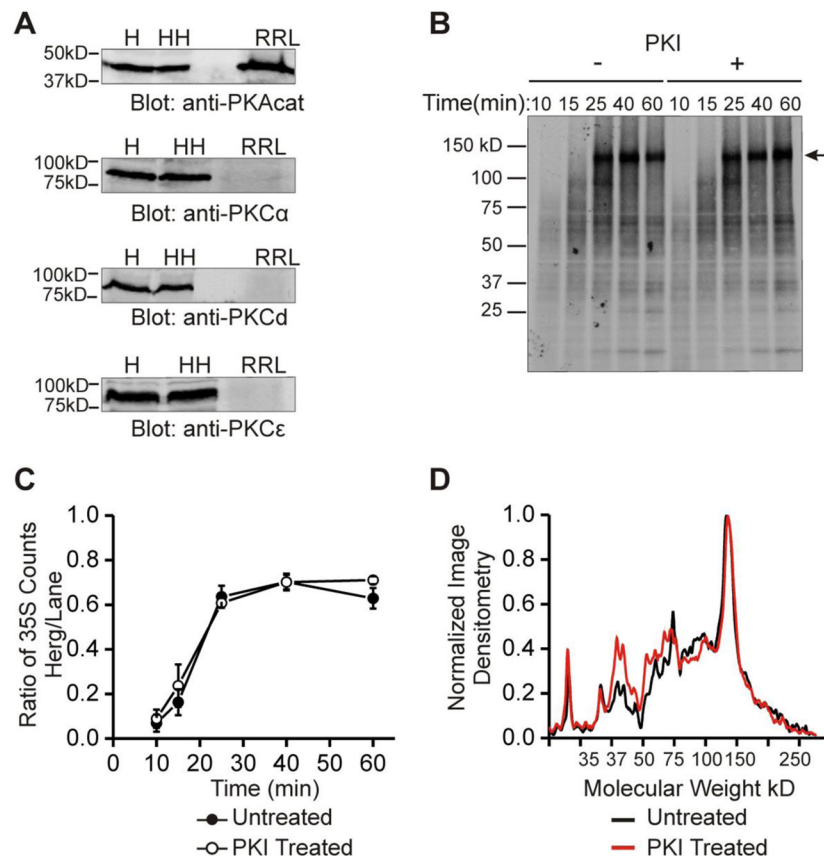 A
H HH RRL
50kD
37kD
Blot: anti-PKAcat
H HH RRL
100kD
75kD
Blot: anti-PKCα
H HH RRL
100kD
75kD
Blot: anti-PKCd
H HH RRL
100kD
75kD
Blot: anti-PKCε
B
PKI
- +
Time(min):10 15 25 40 60 10 15 25 40 60
150 kD
100
75
50
37
25
C
Ratio of 35S Counts
Herg/Lane
1.0
0.8
0.6
0.4
0.2
0.0
0 10 20 30 40 50 60
Time (min)
Untreated
PKI Treated
D
Normalized Image
Densitometry
1.0
0.8
0.6
0.4
0.2
0.0
35 37 50 75 100 150 250
Molecular Weight kD
Untreated
PKI Treated